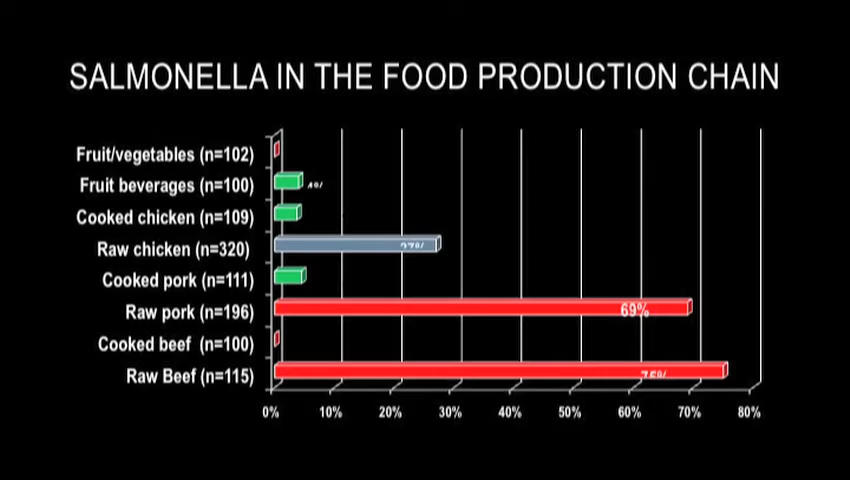 SALMONELLA IN THE FOOD PRODUCTION CHAIN
Fruit/vegetables (n=102)
Fruit beverages (n=100)
Cooked chicken (n=109)
Raw chicken (n=320)
Cooked pork (n=111)
Raw pork (n=196)
69%
Cooked beef (n=100)
Raw Beef (n=115)
75%
0% 10% 20% 30% 40% 50% 60% 70% 80%